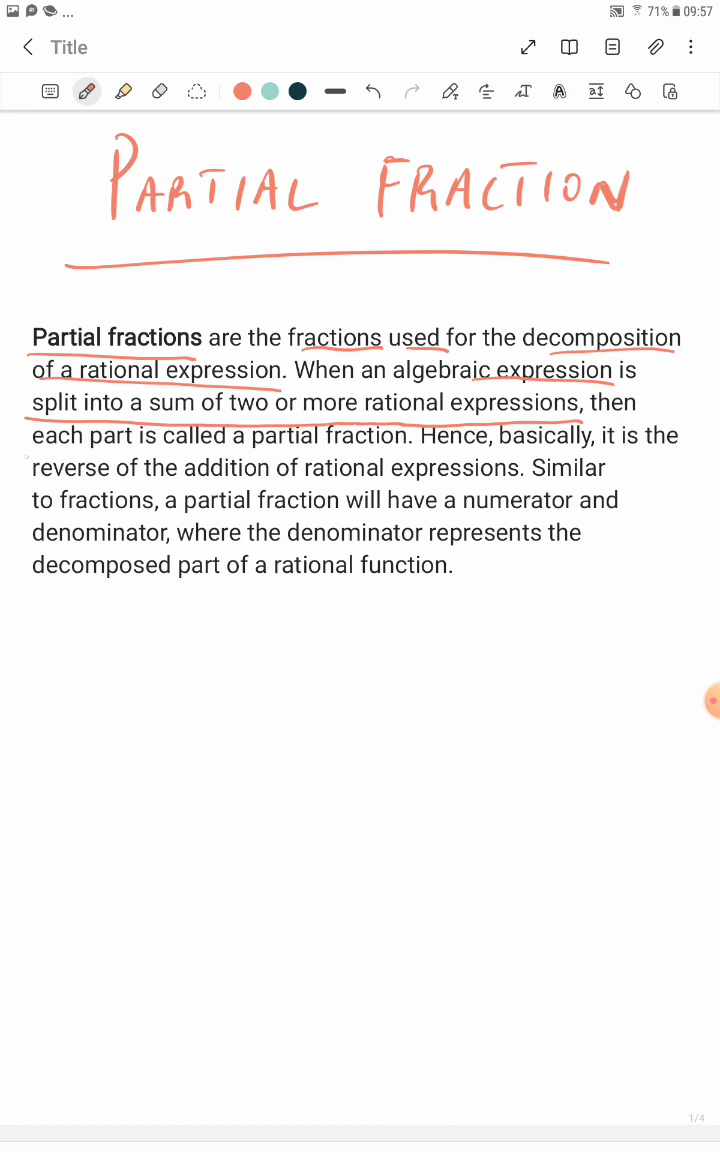 ... 71% 09:57
Title
PARTIAL FRACTION
Partial fractions are the fractions used for the decomposition
of a rational expression. When an algebraic expression is
split into a sum of two or more rational expressions, then
each part is called a partial fraction. Hence, basically, it is the
reverse of the addition of rational expressions. Similar
to fractions, a partial fraction will have a numerator and
denominator, where the denominator represents the
decomposed part of a rational function.
1/4